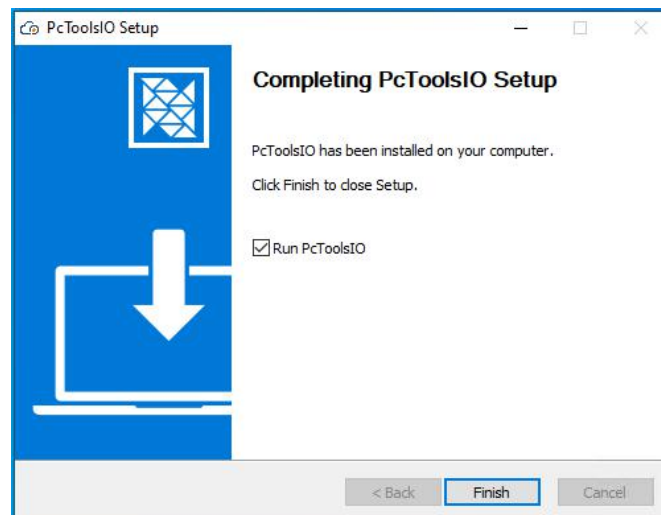 PcToolsIO Setup
Completing PcToolsIO Setup
PcToolsIO has been installed on your computer.
Click Finish to close Setup.
Run PcToolsIO
< Back Finish Cancel